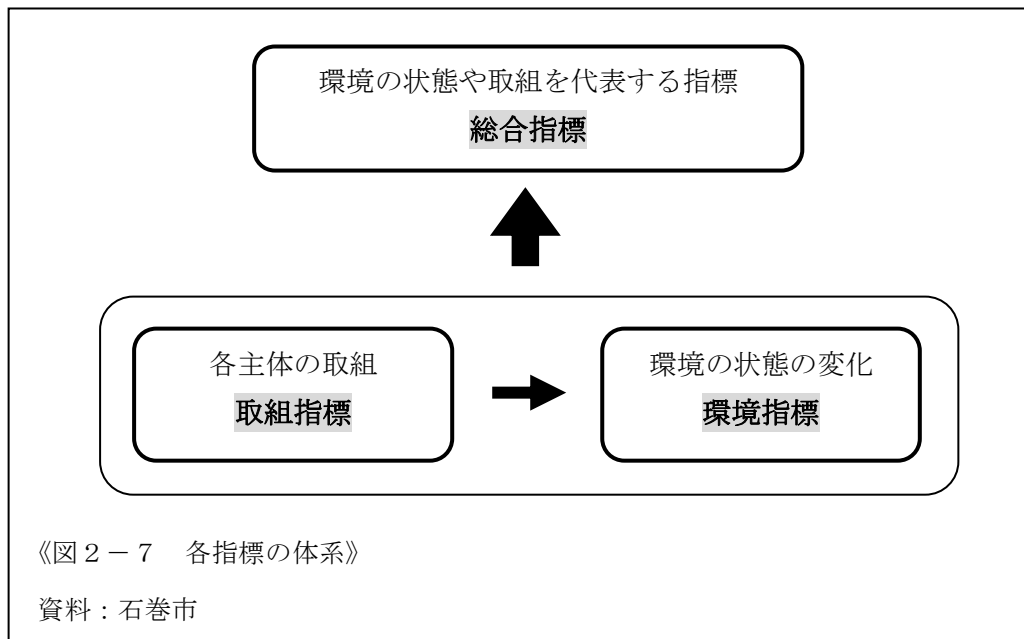 環境の状態や取組を代表する指標
総合指標
各主体の取組
取組指標
環境の状態の変化
環境指標
《図２－７　各指標の体系》
資料：石巻市